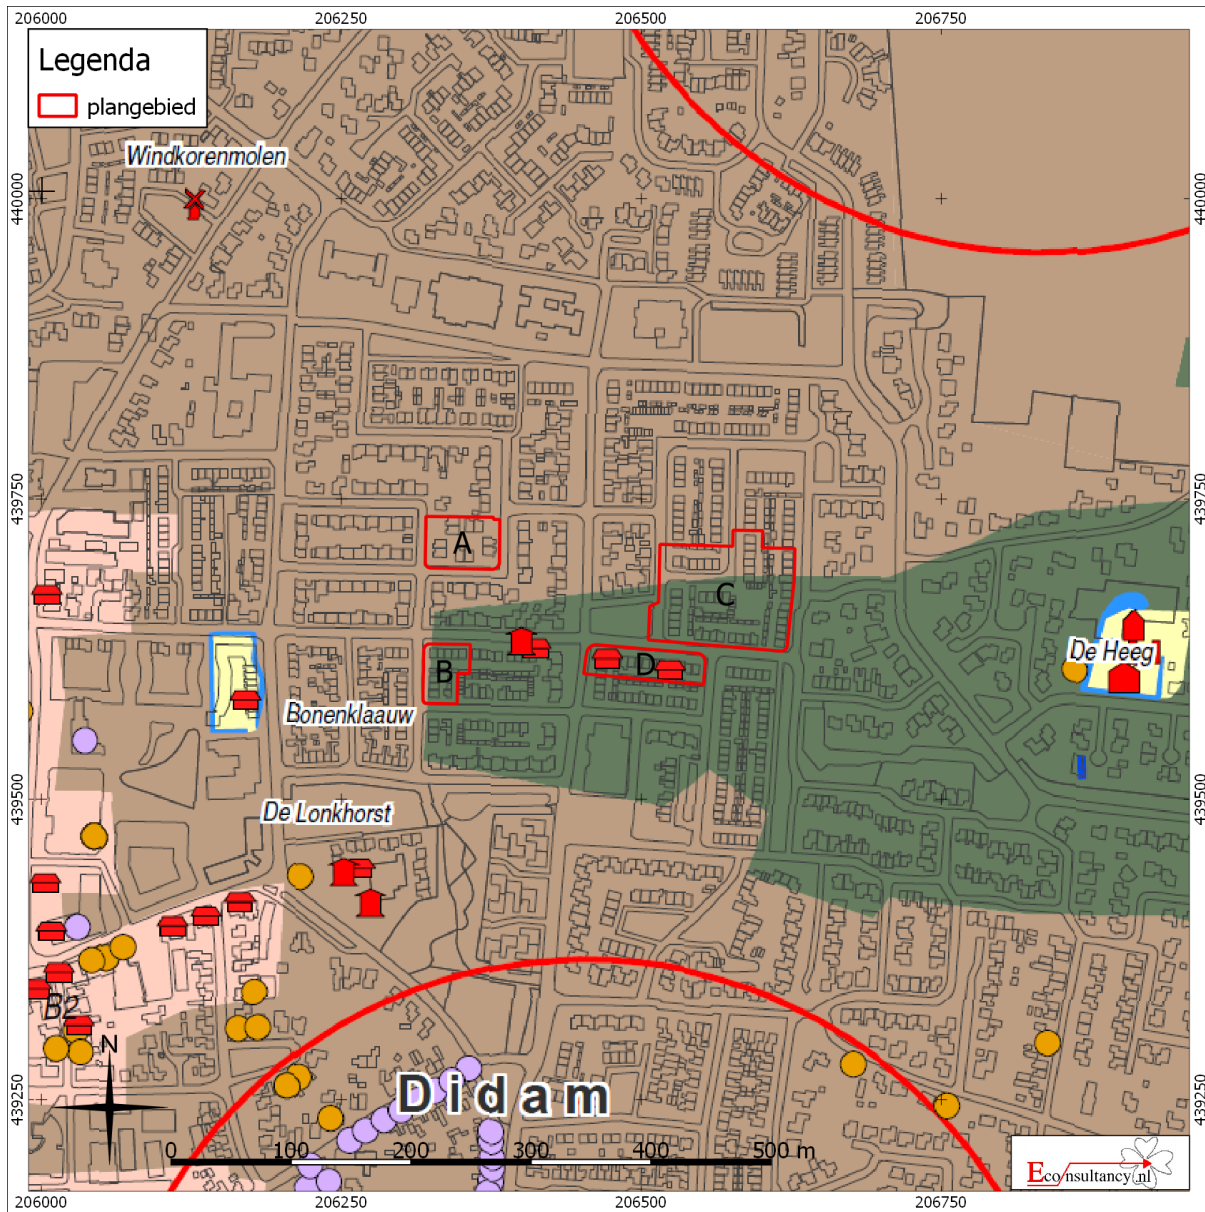 206000 206250 206500 206750
Legenda
plangebied
Windkorenmolen
440000 440000
439750 439750
A
C
B
D
De Heeg
Bonenklaauw
De Lonkhorst
439500 439500
B2
N
Didam
439250 439250
0 100 200 300 400 500 m
Econsultancy.nl
206000 206250 206500 206750